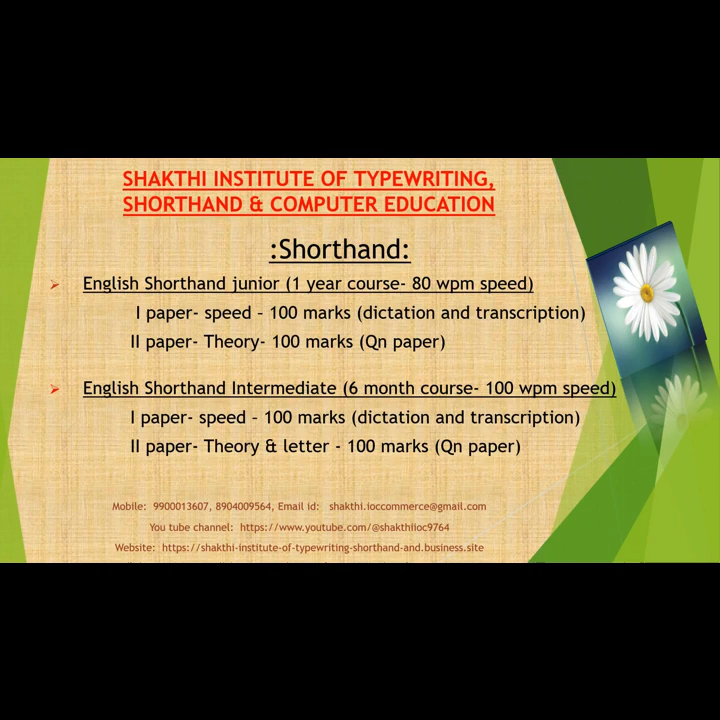 SHAKTHI INSTITUTE OF TYPEWRITING,
SHORTHAND & COMPUTER EDUCATION
:Shorthand:
English Shorthand junior (1 year course- 80 wpm speed)
I paper- speed – 100 marks (dictation and transcription)
II paper- Theory- 100 marks (Qn paper)
English Shorthand Intermediate (6 month course- 100 wpm speed)
I paper- speed – 100 marks (dictation and transcription)
II paper- Theory & letter - 100 marks (Qn paper)
Mobile: 9900013607, 8904009564, Email id: shakthi.ioccommerce@gmail.com
You tube channel: https://www.youtube.com/@shakthiioc9764
Website: https://shakthi-institute-of-typewriting-shorthand-and.business.site